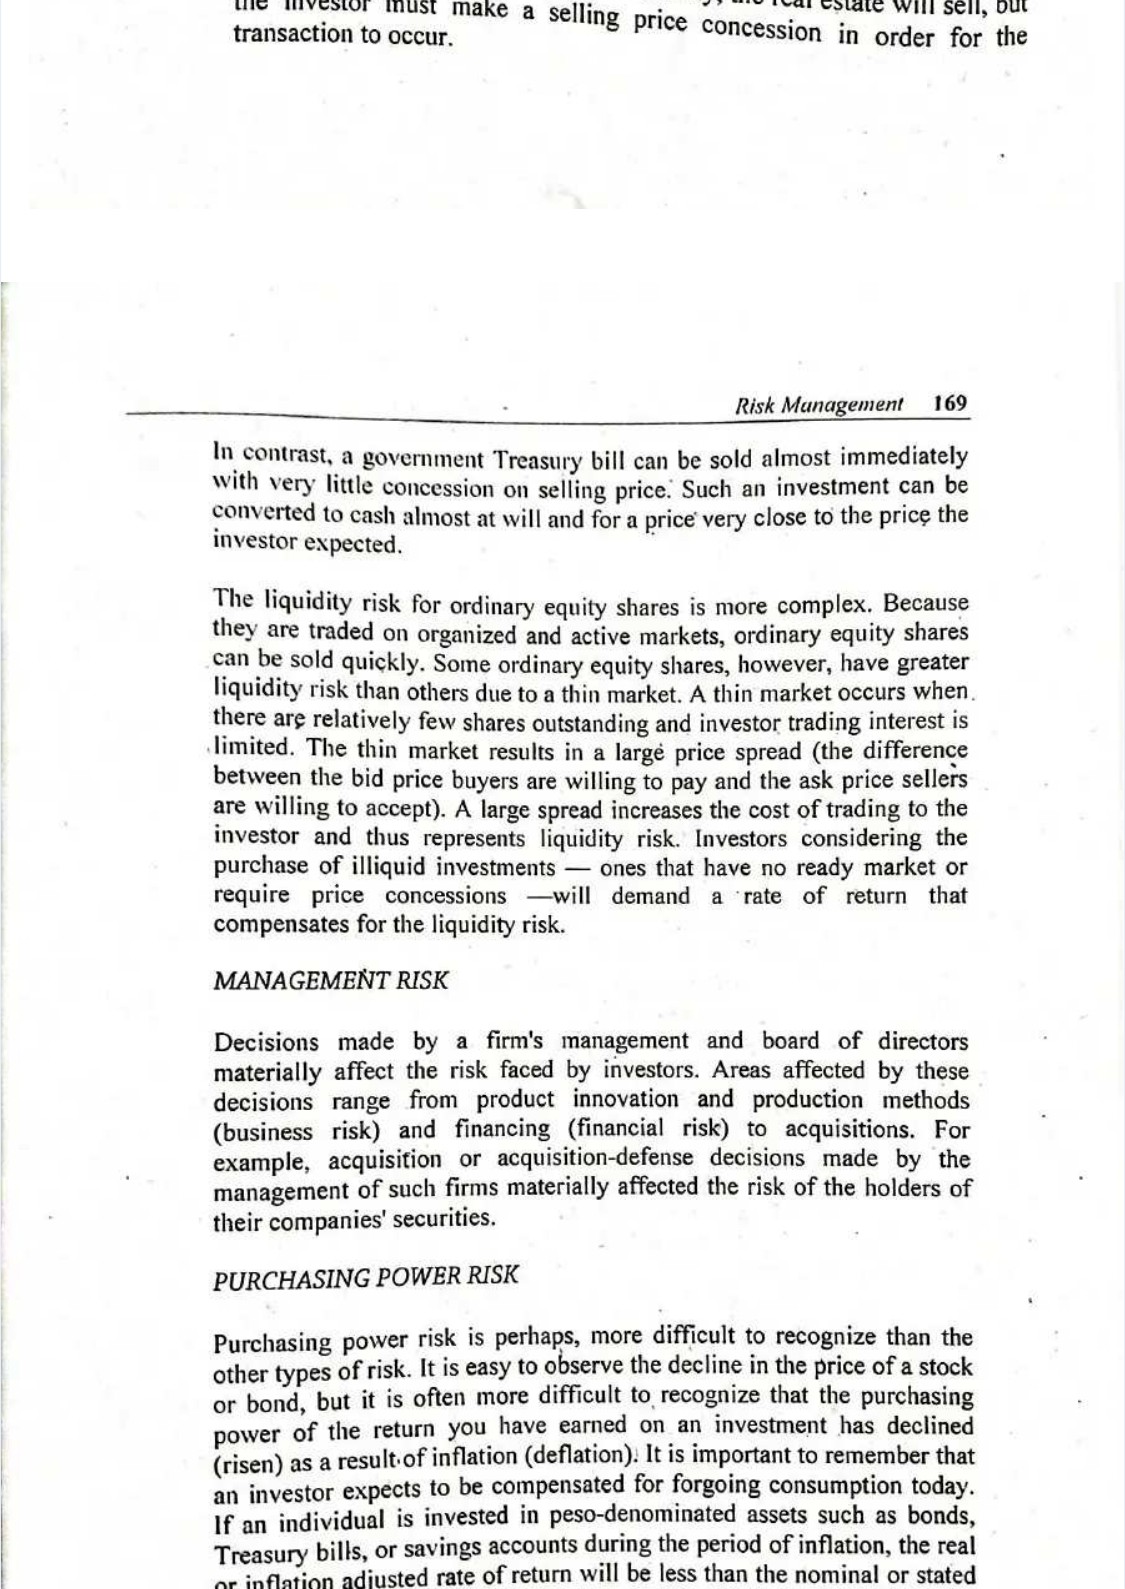 the investor must make a selling price concession in order for the
real estate will sell, but
transaction to occur.
Risk Management 169
In contrast, a government Treasury bill can be sold almost immediately
with very little concession on selling price. Such an investment can be
converted to cash almost at will and for a price very close to the price the
investor expected.
The liquidity risk for ordinary equity shares is more complex. Because
they are traded on organized and active markets, ordinary equity shares
can be sold quickly. Some ordinary equity shares, however, have greater
liquidity risk than others due to a thin market. A thin market occurs when
there are relatively few shares outstanding and investor trading interest is
limited. The thin market results in a large price spread (the difference
between the bid price buyers are willing to pay and the ask price sellers
are willing to accept). A large spread increases the cost of trading to the
investor and thus represents liquidity risk. Investors considering the
purchase of illiquid investments — ones that have no ready market or
require price concessions —will demand a rate of return that
compensates for the liquidity risk.
MANAGEMENT RISK
Decisions made by a firm's management and board of directors
materially affect the risk faced by investors. Areas affected by these
decisions range from product innovation and production methods
(business risk) and financing (financial risk) to acquisitions. For
example, acquisition or acquisition-defense decisions made by the
management of such firms materially affected the risk of the holders of
their companies' securities.
PURCHASING POWER RISK
Purchasing power risk is perhaps, more difficult to recognize than the
other types of risk. It is easy to observe the decline in the price of a stock
or bond, but it is often more difficult to recognize that the purchasing
power of the return you have earned on an investment has declined
(risen) as a result of inflation (deflation). It is important to remember that
an investor expects to be compensated for forgoing consumption today.
If an individual is invested in peso-denominated assets such as bonds,
Treasury bills, or savings accounts during the period of inflation, the real
or inflation adjusted rate of return will be less than the nominal or stated